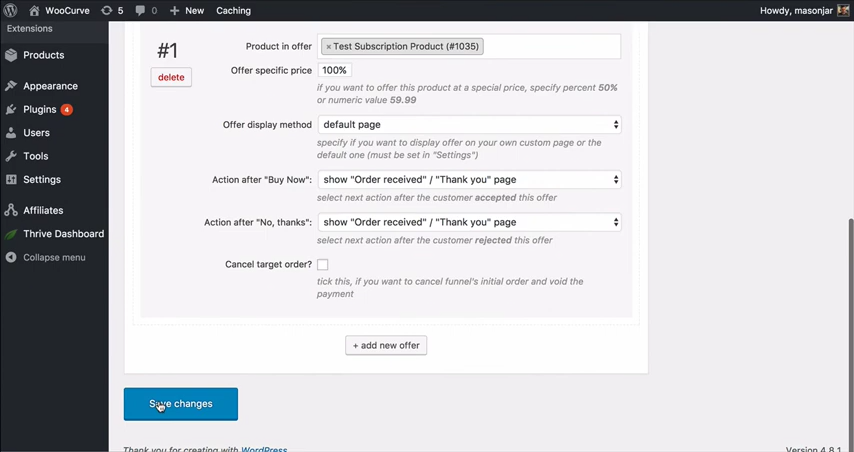 WooCurve 5 0 New Caching Howdy, masonjar
Extensions
Products
Appearance
Plugins 4
Users
Tools
Settings
Affiliates
Thrive Dashboard
Collapse menu
#1
delete
Product in offer × Test Subscription Product (#1035)
Offer specific price 100%
if you want to offer this product at a special price, specify percent 50%
or numeric value 59.99
Offer display method default page
specify if you want to display offer on your own custom page or the
default one (must be set in "Settings")
Action after "Buy Now": show "Order received" / "Thank you" page
select next action after the customer accepted this offer
Action after "No, thanks": show "Order received" / "Thank you" page
select next action after the customer rejected this offer
Cancel target order?
tick this, if you want to cancel funnel's initial order and void the
payment
+ add new offer
Save changes
Thank you for creating with WordPress
Version 4.8.1